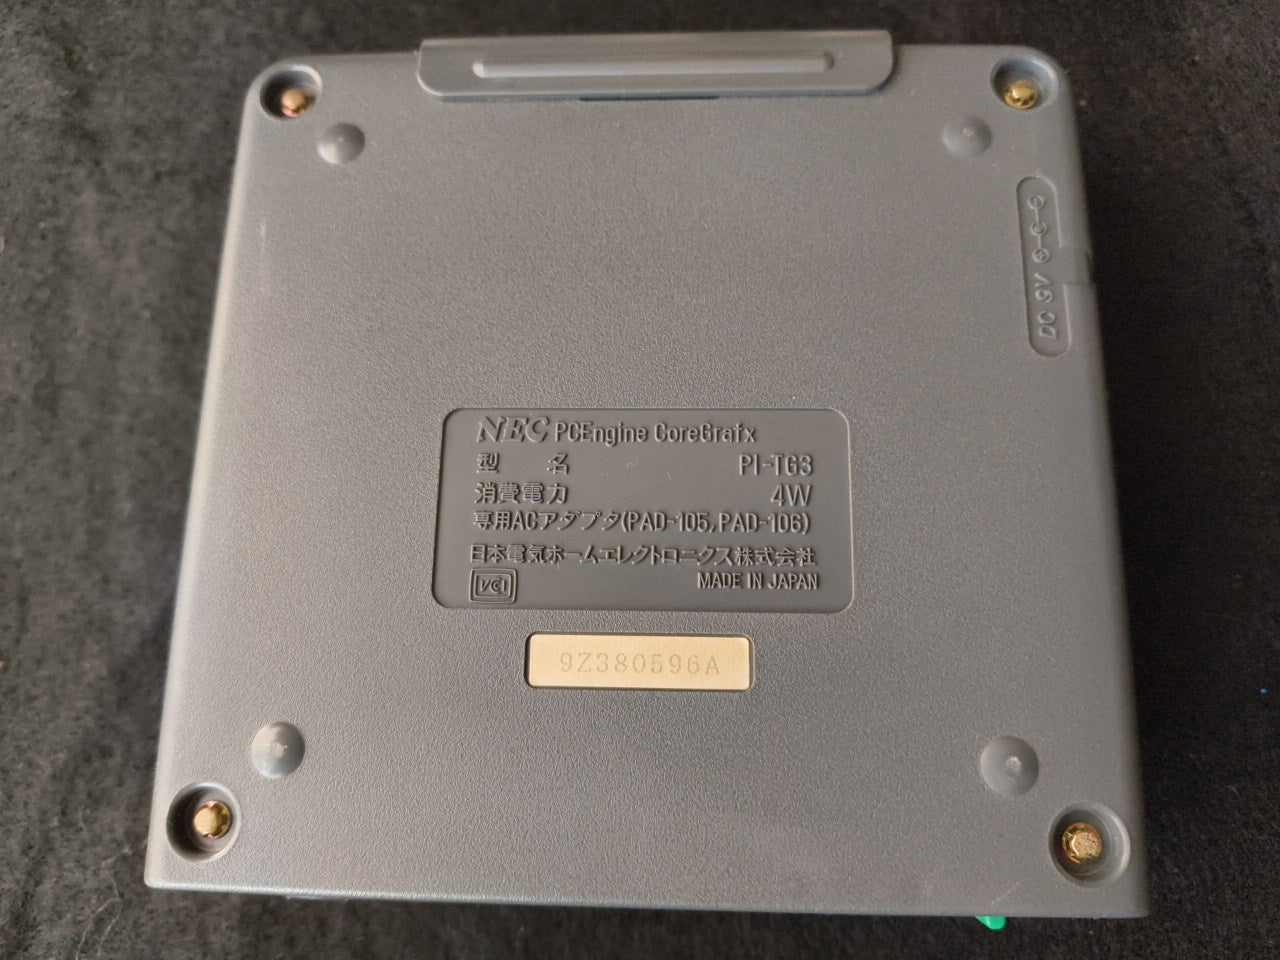 NEC PCEngine CoreGrafx
型 名 PI-TG3
消費電力 4W
専用ACアダプタ(PAD-105,PAD-106)
日本電気ホームエレクトロニクス株式会社
VCI MADE IN JAPAN
9Z380596A
DC 9V